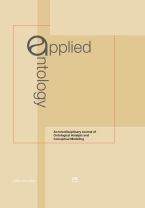 applied
ontology
An Interdisciplinary Journal of
Ontological Analysis and
Conceptual Modeling